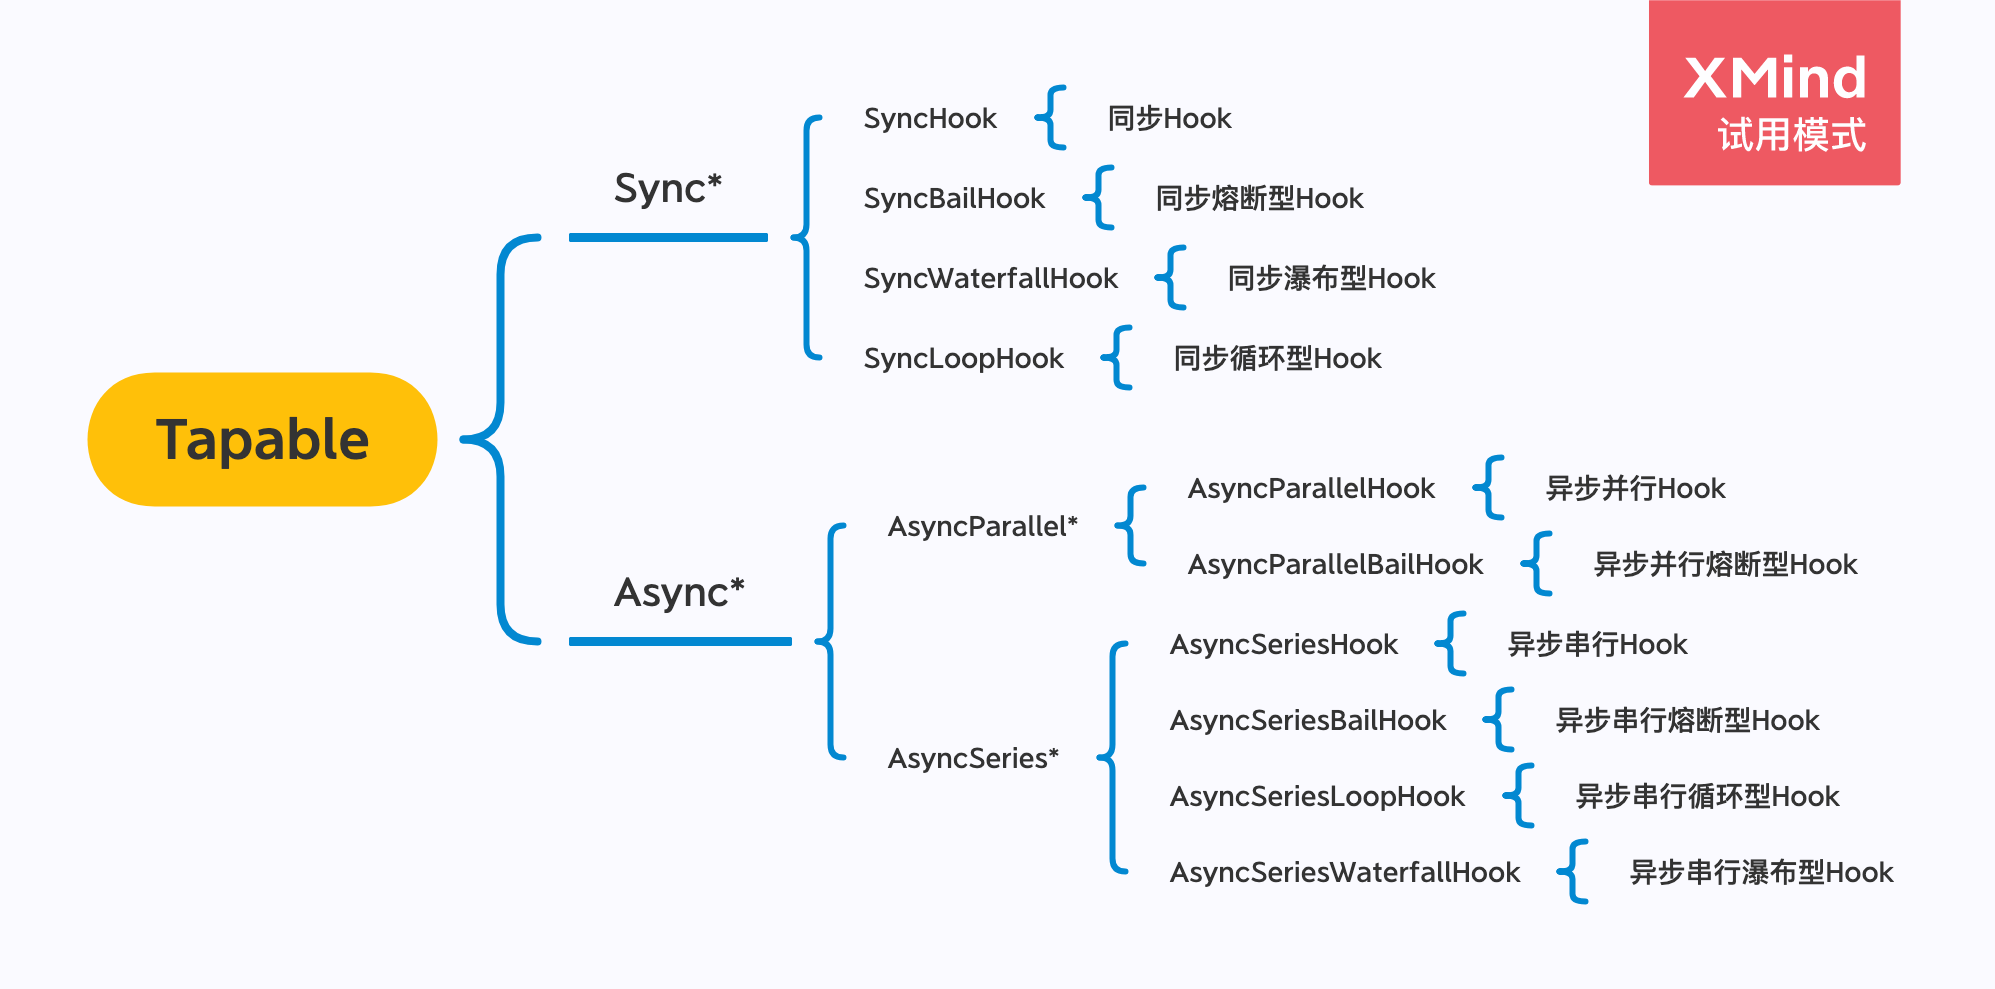 XMind
试用模式
Tapable
Sync*
SyncHook
同步Hook
SyncBailHook
同步熔断型Hook
SyncWaterfallHook
同步瀑布型Hook
SyncLoopHook
同步循环型Hook
Async*
AsyncParallel*
AsyncParallelHook
异步并行Hook
AsyncParallelBailHook
异步并行熔断型Hook
AsyncSeries*
AsyncSeriesHook
异步串行Hook
AsyncSeriesBailHook
异步串行熔断型Hook
AsyncSeriesLoopHook
异步串行循环型Hook
AsyncSeriesWaterfallHook
异步串行瀑布型Hook